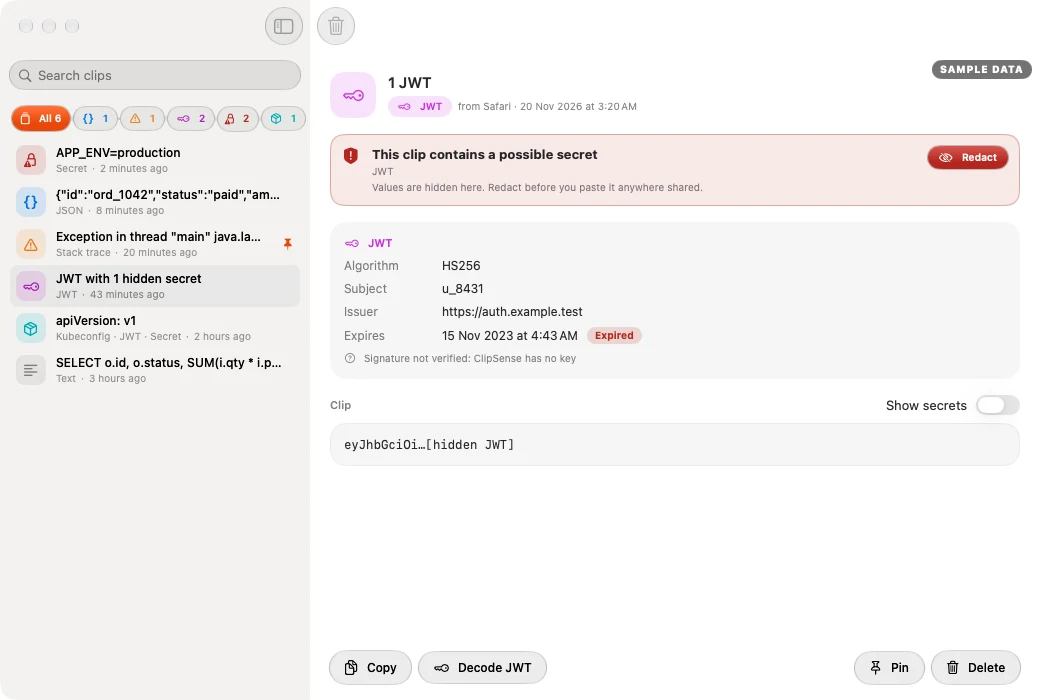 Search clips
All 6
1
1
2
2
1
APP_ENV=production
Secret · 2 minutes ago
{"id":"ord_1042","status":"paid","am...
JSON · 8 minutes ago
Exception in thread "main" java.la...
Stack trace · 20 minutes ago
JWT with 1 hidden secret
JWT · 43 minutes ago
apiVersion: v1
Kubeconfig · JWT · Secret · 2 hours ago
SELECT o.id, o.status, SUM(i.qty * i.p...
Text · 3 hours ago
SAMPLE DATA
1 JWT
JWT from Safari · 20 Nov 2026 at 3:20 AM
This clip contains a possible secret
JWT
Values are hidden here. Redact before you paste it anywhere shared.
Redact
JWT
Algorithm HS256
Subject u_8431
Issuer https://auth.example.test
Expires 15 Nov 2023 at 4:43 AM Expired
Signature not verified: ClipSense has no key
Clip
Show secrets
eyJhbGciOi…[hidden JWT]
Copy
Decode JWT
Pin
Delete